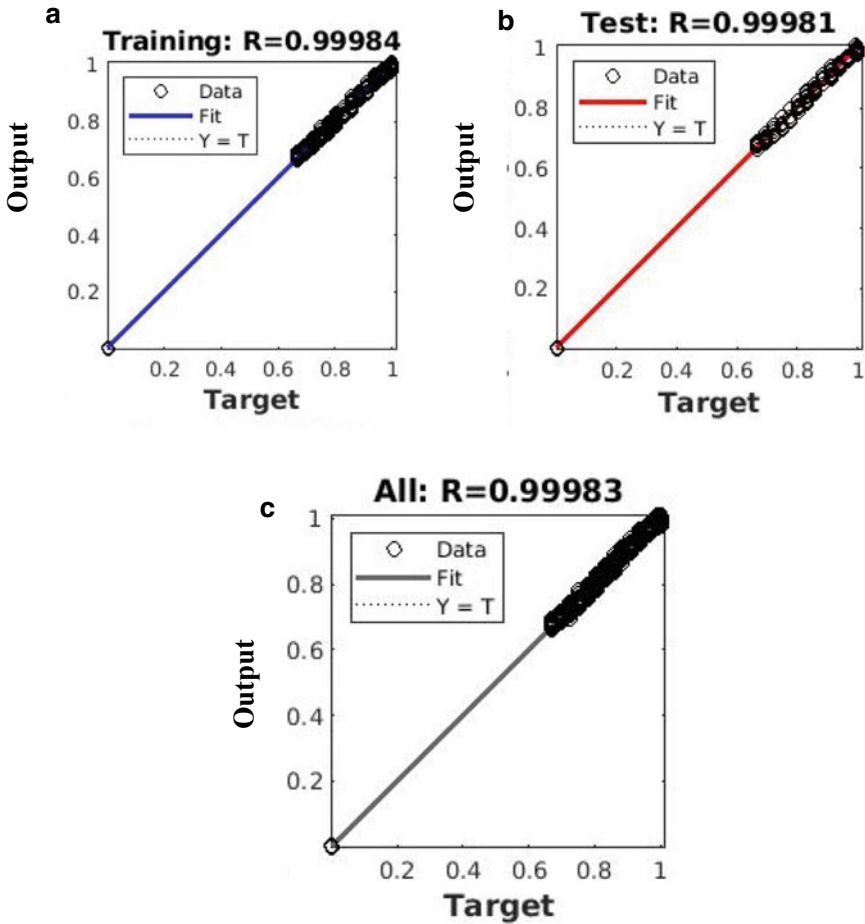 a
Training: R=0.99984
Output
1
0.8
0.6
0.4
0.2
Data
Fit
Y = T
0.2 0.4 0.6 0.8 1
Target
b
Test: R=0.99981
Output
1
0.8
0.6
0.4
0.2
Data
Fit
Y = T
0.2 0.4 0.6 0.8 1
Target
c
All: R=0.99983
Output
1
0.8
0.6
0.4
0.2
Data
Fit
Y = T
0.2 0.4 0.6 0.8 1
Target